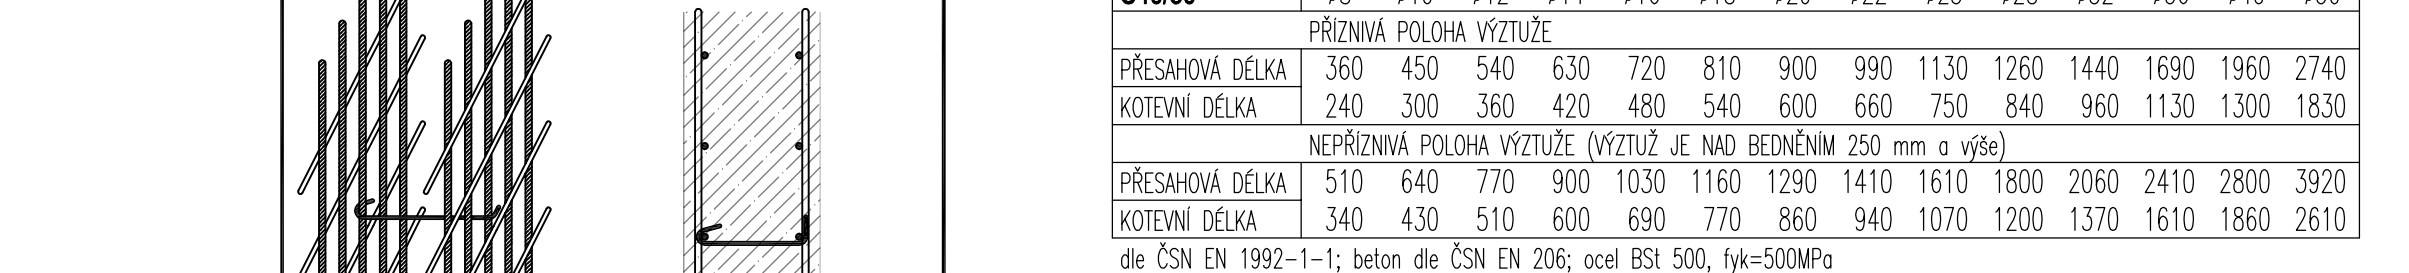 PŘÍZNIVÁ POLOHA VÝZTUŽE
PŘESAHOVÁ DÉLKA 360 450 540 630 720 810 900 990 1130 1260 1440 1690 1960 2740
KOTEVNÍ DÉLKA 240 300 360 420 480 540 600 660 750 840 960 1130 1300 1830
NEPŘÍZNIVÁ POLOHA VÝZTUŽE (VÝZTUŽ JE NAD BEDNĚNÍM 250 mm a výše)
PŘESAHOVÁ DÉLKA 510 640 770 900 1030 1160 1290 1410 1610 1800 2060 2410 2800 3920
KOTEVNÍ DÉLKA 340 430 510 600 690 770 860 940 1070 1200 1370 1610 1860 2610
dle ČSN EN 1992-1-1; beton dle ČSN EN 206; ocel BSt 500, fyk=500MPa